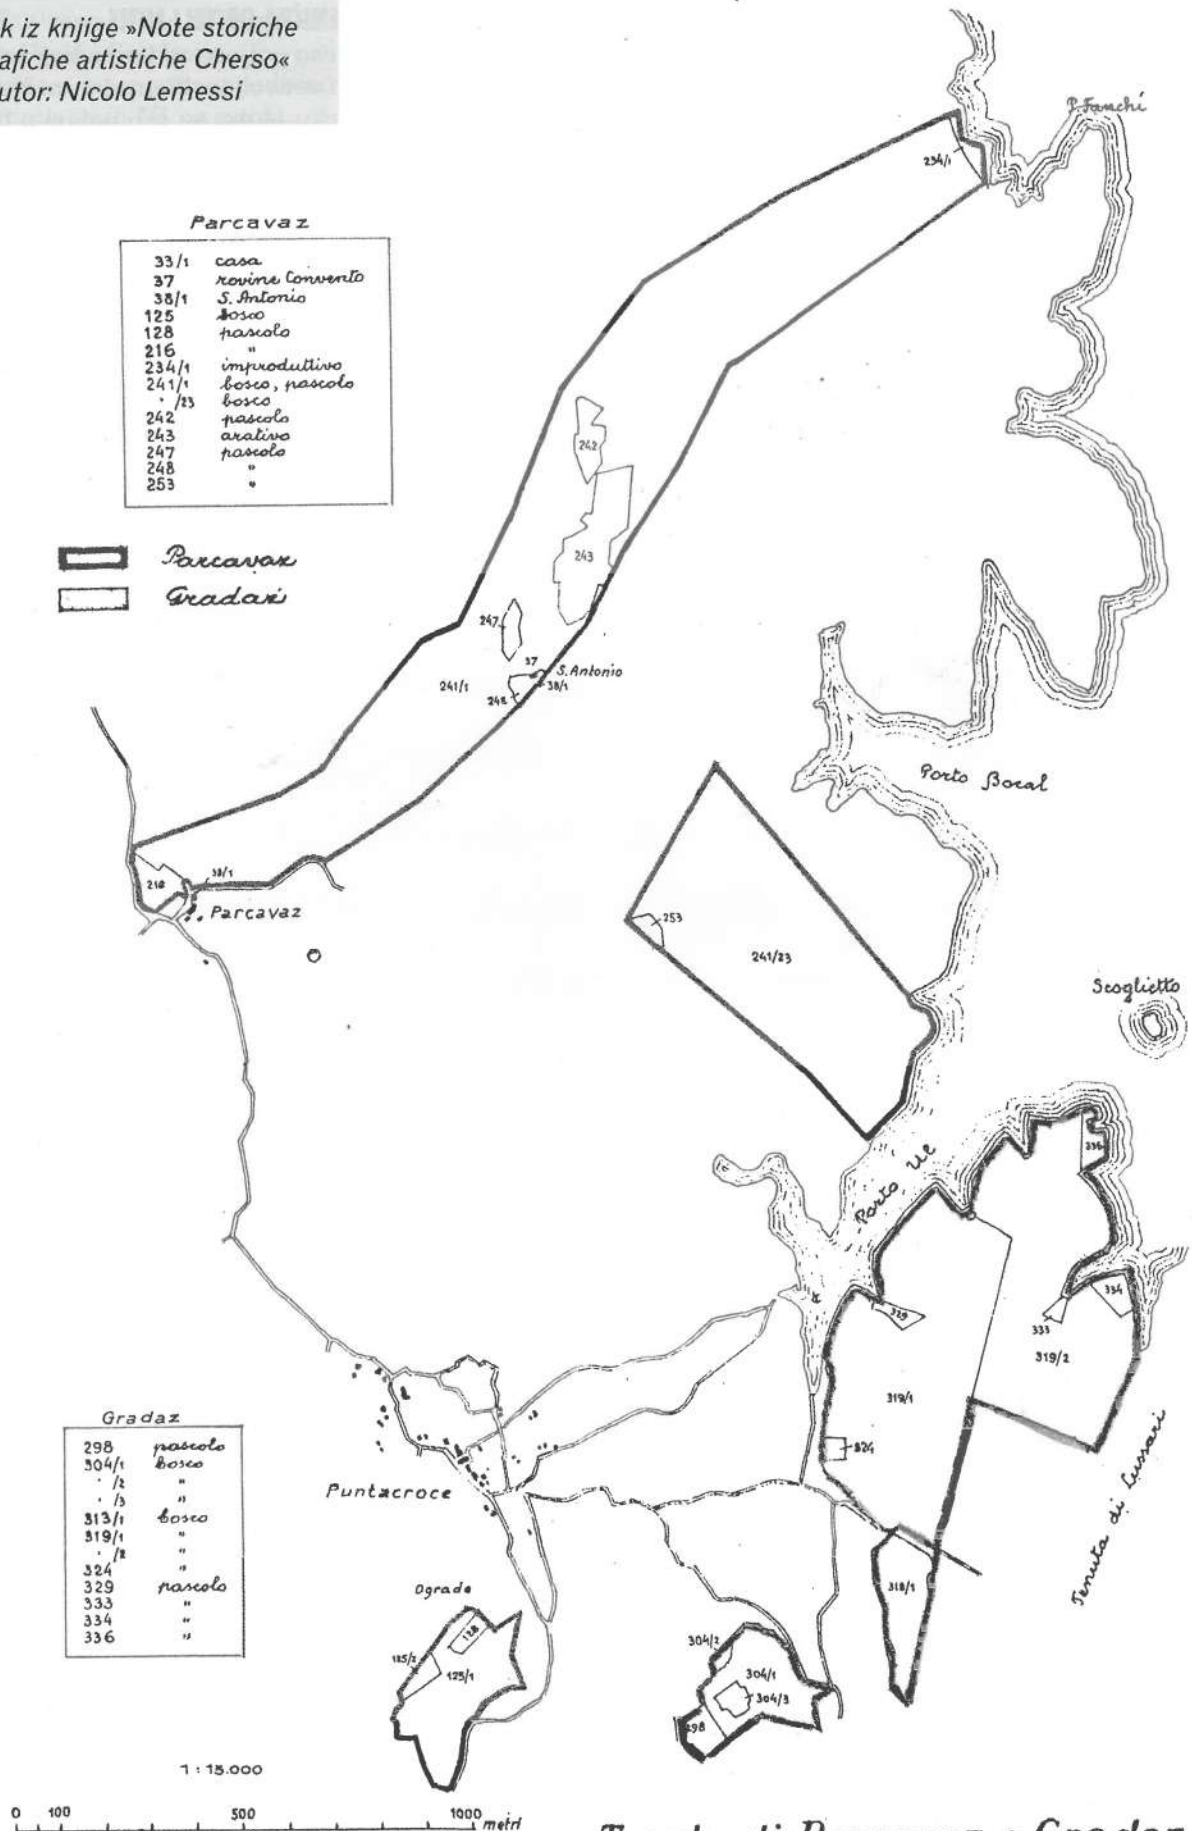 k iz knjige »Note storiche
afiche artistiche Cherso«
utor: Nicolo Lemessi
P. Fanchi
234/1
Parcavaz
33/1 casa
37 rovine Convento
38/1 S. Antonio
125 bosco
128 pascolo
216 "
234/1 improduttivo
241/1 bosco, pascolo
" /23 bosco
242 pascolo
243 arativo
247 pascolo
248 "
253 "
Parcavaz
Gradazi
242
243
247
37
S. Antonio
241/1
38/1
248
Porto Bocal
216
33/1
Parcavaz
253
241/23
Scoglietto
Porto Ul
336
334
329
333
319/2
319/1
324
Gradaz
298 pascolo
304/1 bosco
" /2 "
" /3 "
313/1 bosco
319/1 "
" /2 "
324 "
329 pascolo
333 "
334 "
336 "
Puntacroce
Tenuta di Lussari
318/1
Ograda
128
125/2
125/1
304/2
304/1
304/3
298
1:15.000
0 100 500 1000 metri